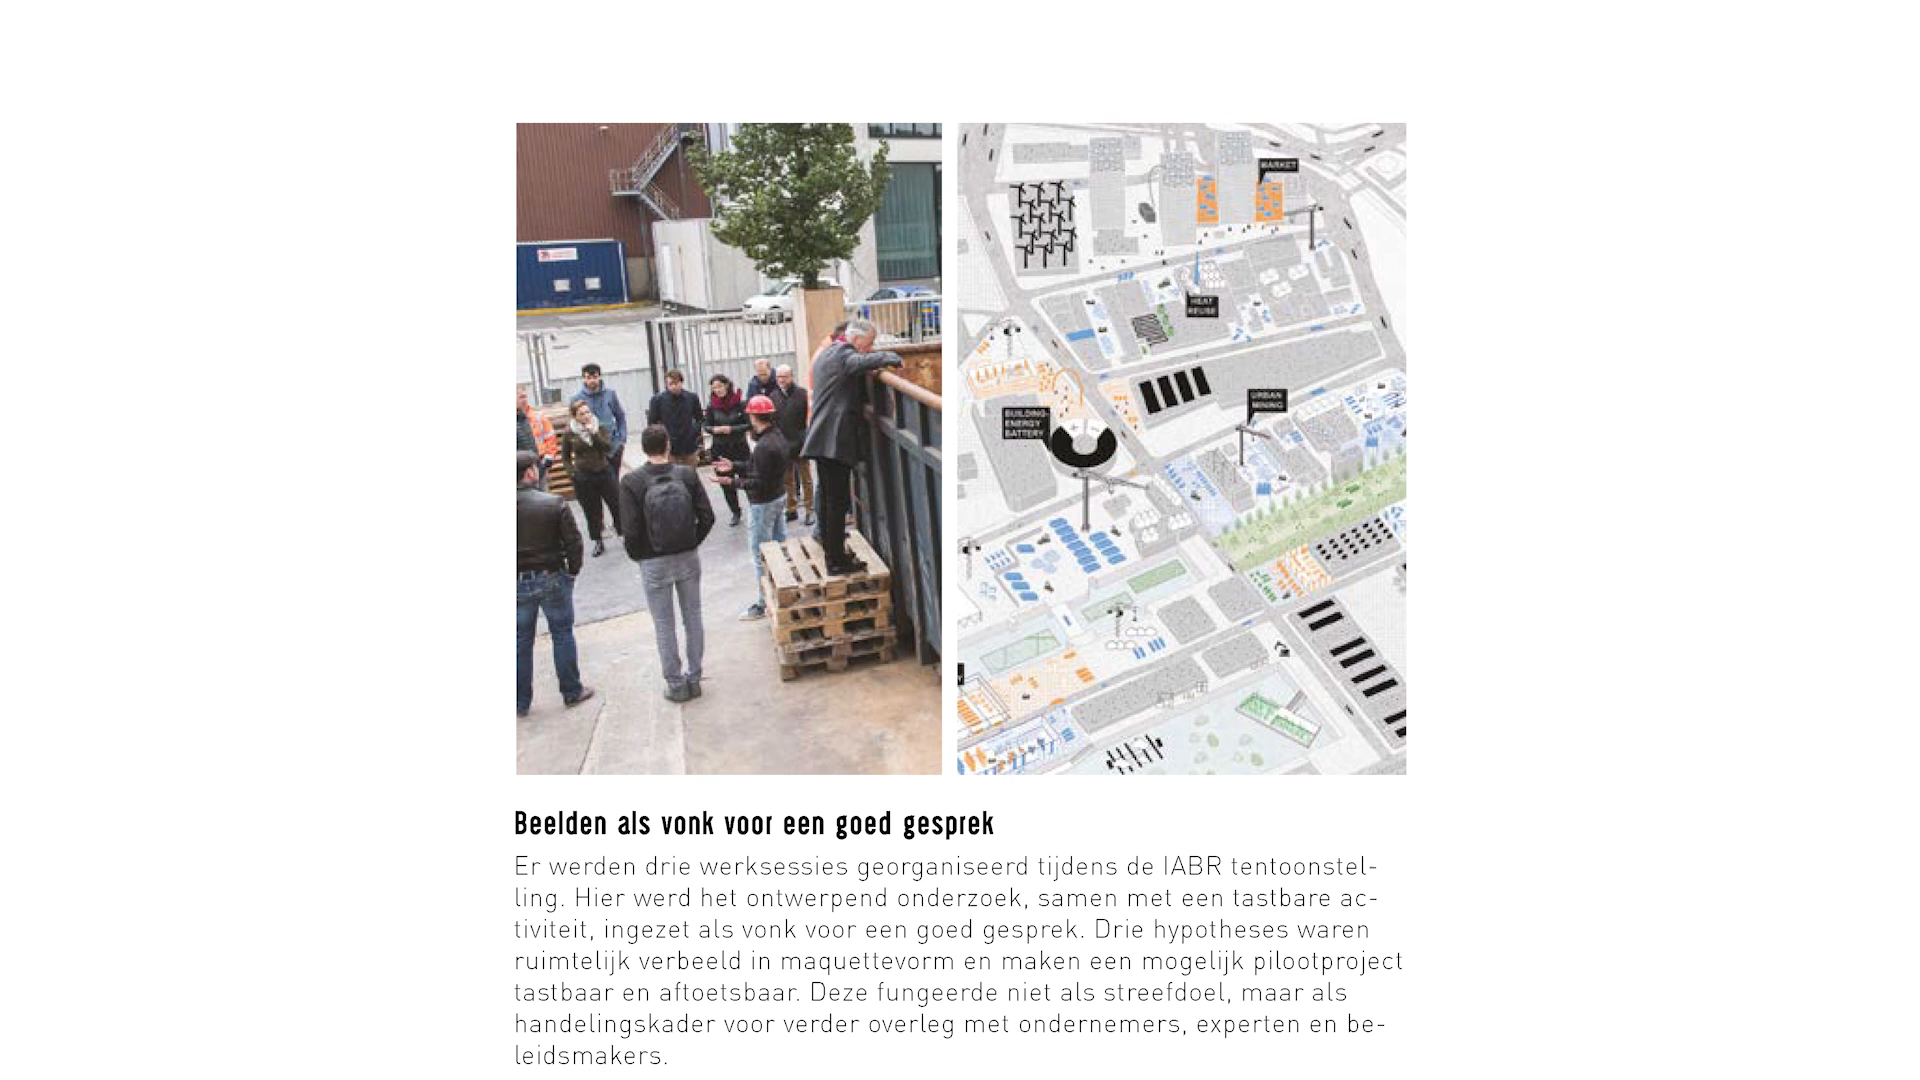 MARKET
HEAT
REUSE
URBAN
MINING
BUILDING-
ENERGY
BATTERY
Beelden als vonk voor een goed gesprek
Er werden drie werksessies georganiseerd tijdens de IABR tentoonstel-
ling. Hier werd het ontwerpend onderzoek, samen met een tastbare ac-
tiviteit, ingezet als vonk voor een goed gesprek. Drie hypotheses waren
ruimtelijk verbeeld in maquettevorm en maken een mogelijk pilootproject
tastbaar en aftoetsbaar. Deze fungeerde niet als streefdoel, maar als
handelingskader voor verder overleg met ondernemers, experten en be-
leidsmakers.